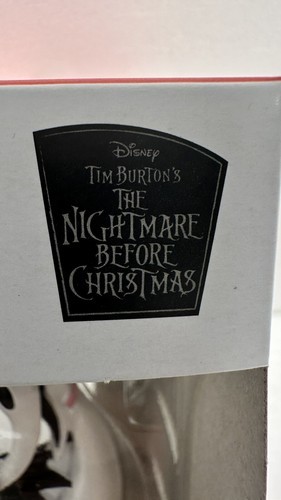 Disney
TIM BURTON'S
THE
NIGHTMARE
BEFORE
CHRISTMAS